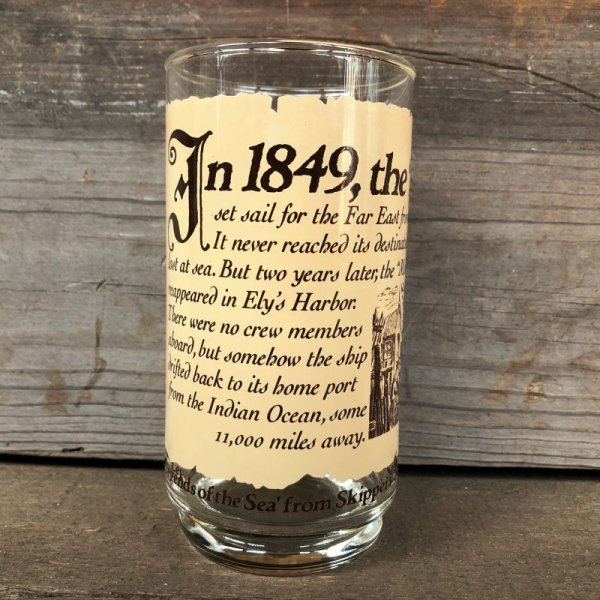 In 1849, the
set sail for the Far East
It never reached its
lost at sea. But two years later, the
reappeared in Ely's Harbor.
There were no crew members
aboard, but somehow the ship
drifted back to its home port
from the Indian Ocean, some
11,000 miles away.
of the Sea' from